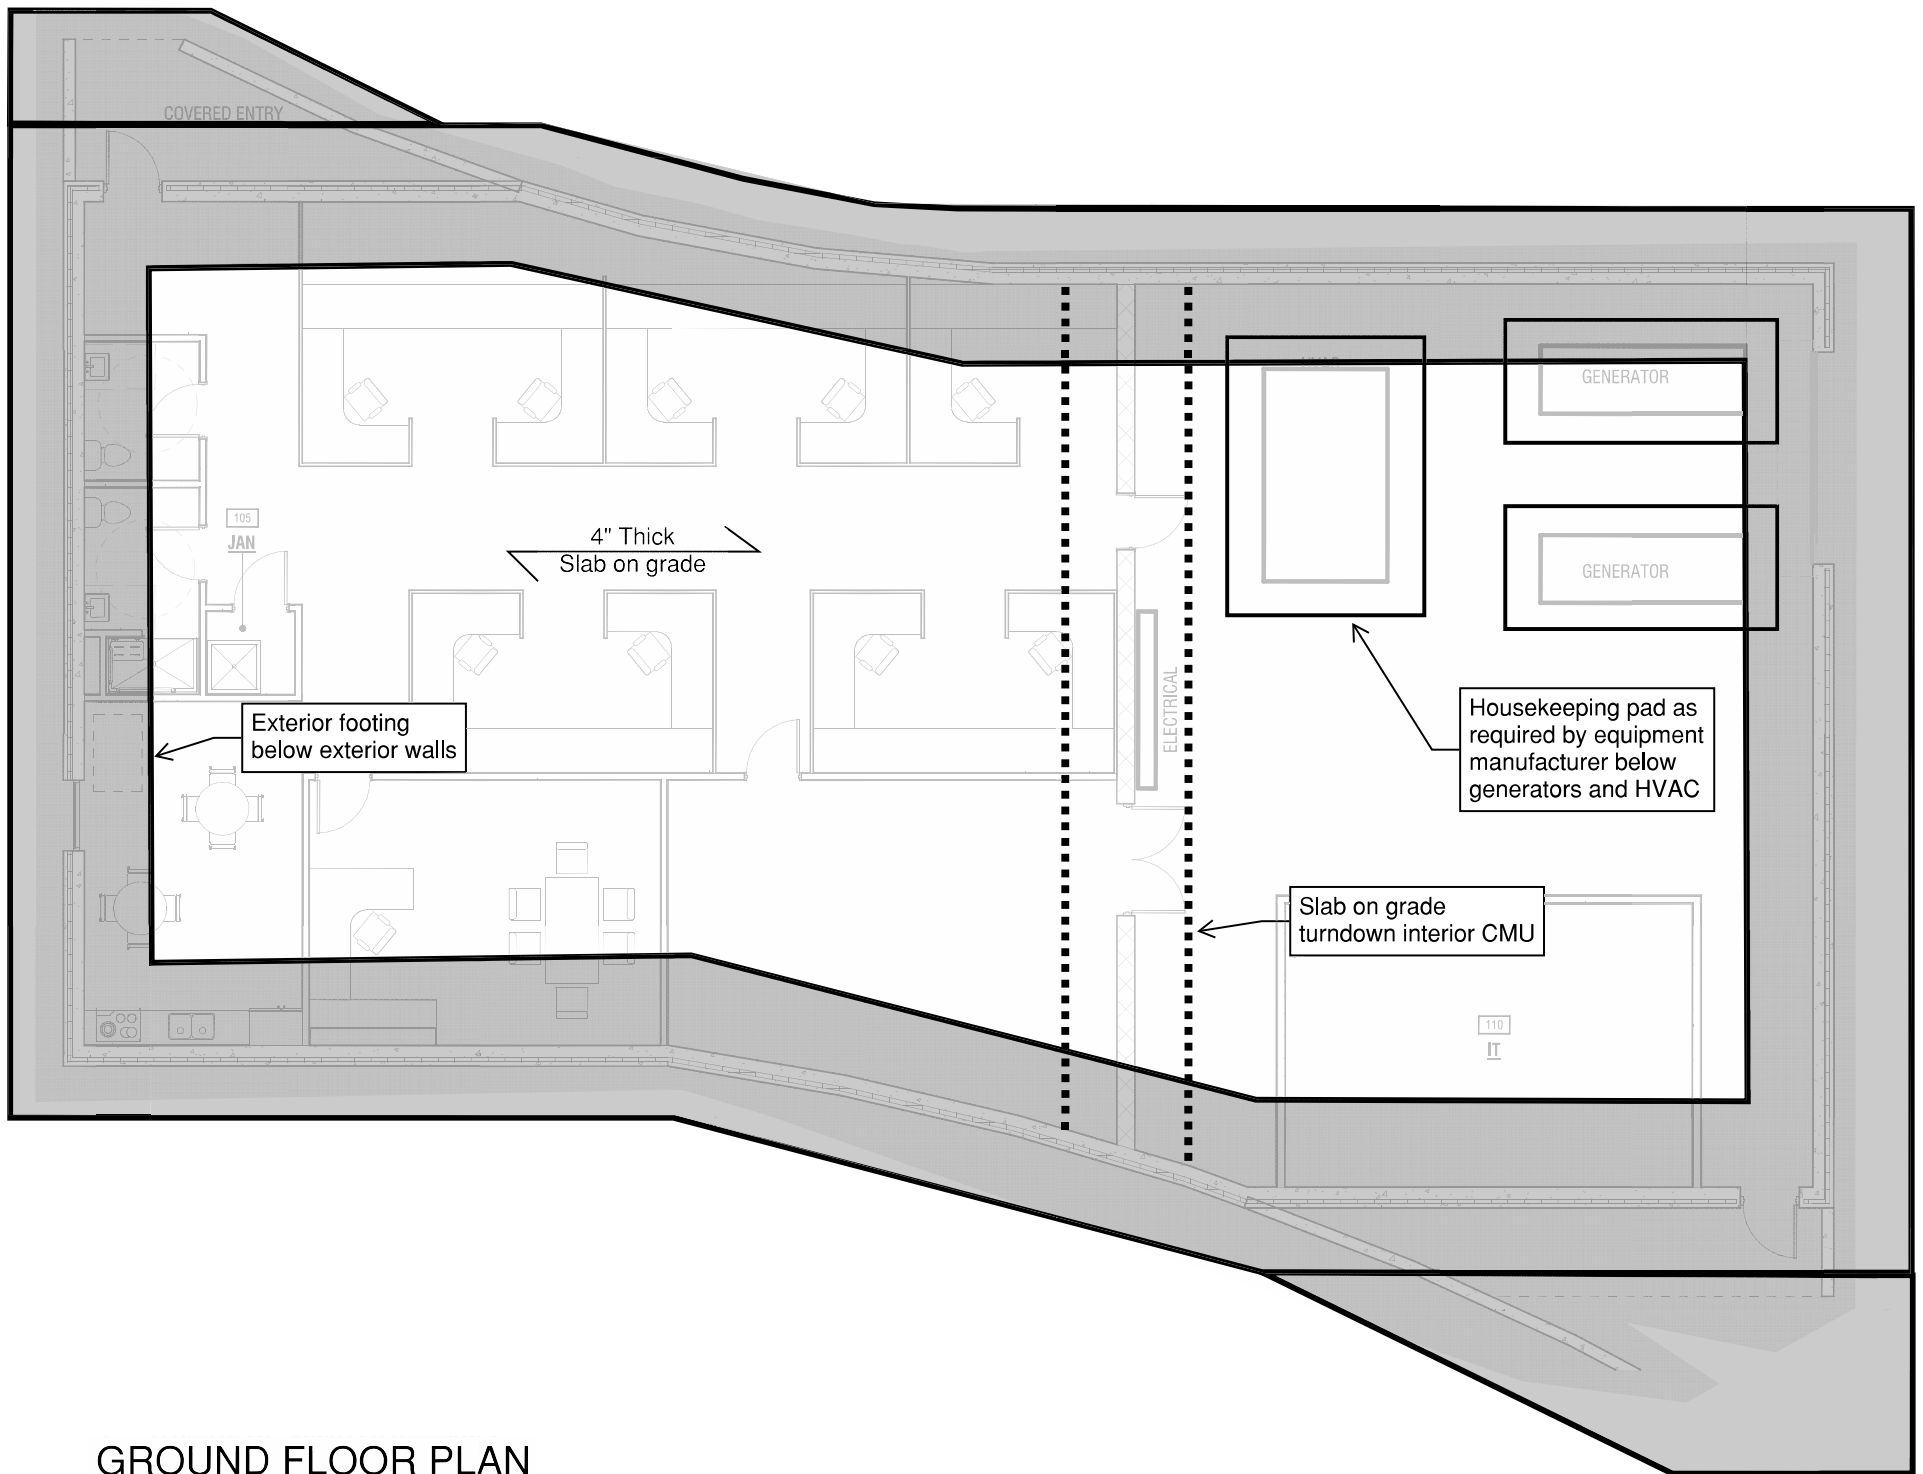 COVERED ENTRY
GENERATOR
105
JAN
4" Thick
Slab on grade
GENERATOR
ELECTRICAL
Exterior footing
below exterior walls
Housekeeping pad as
required by equipment
manufacturer below
generators and HVAC
Slab on grade
turndown interior CMU
110
IT
GROUND FLOOR PLAN